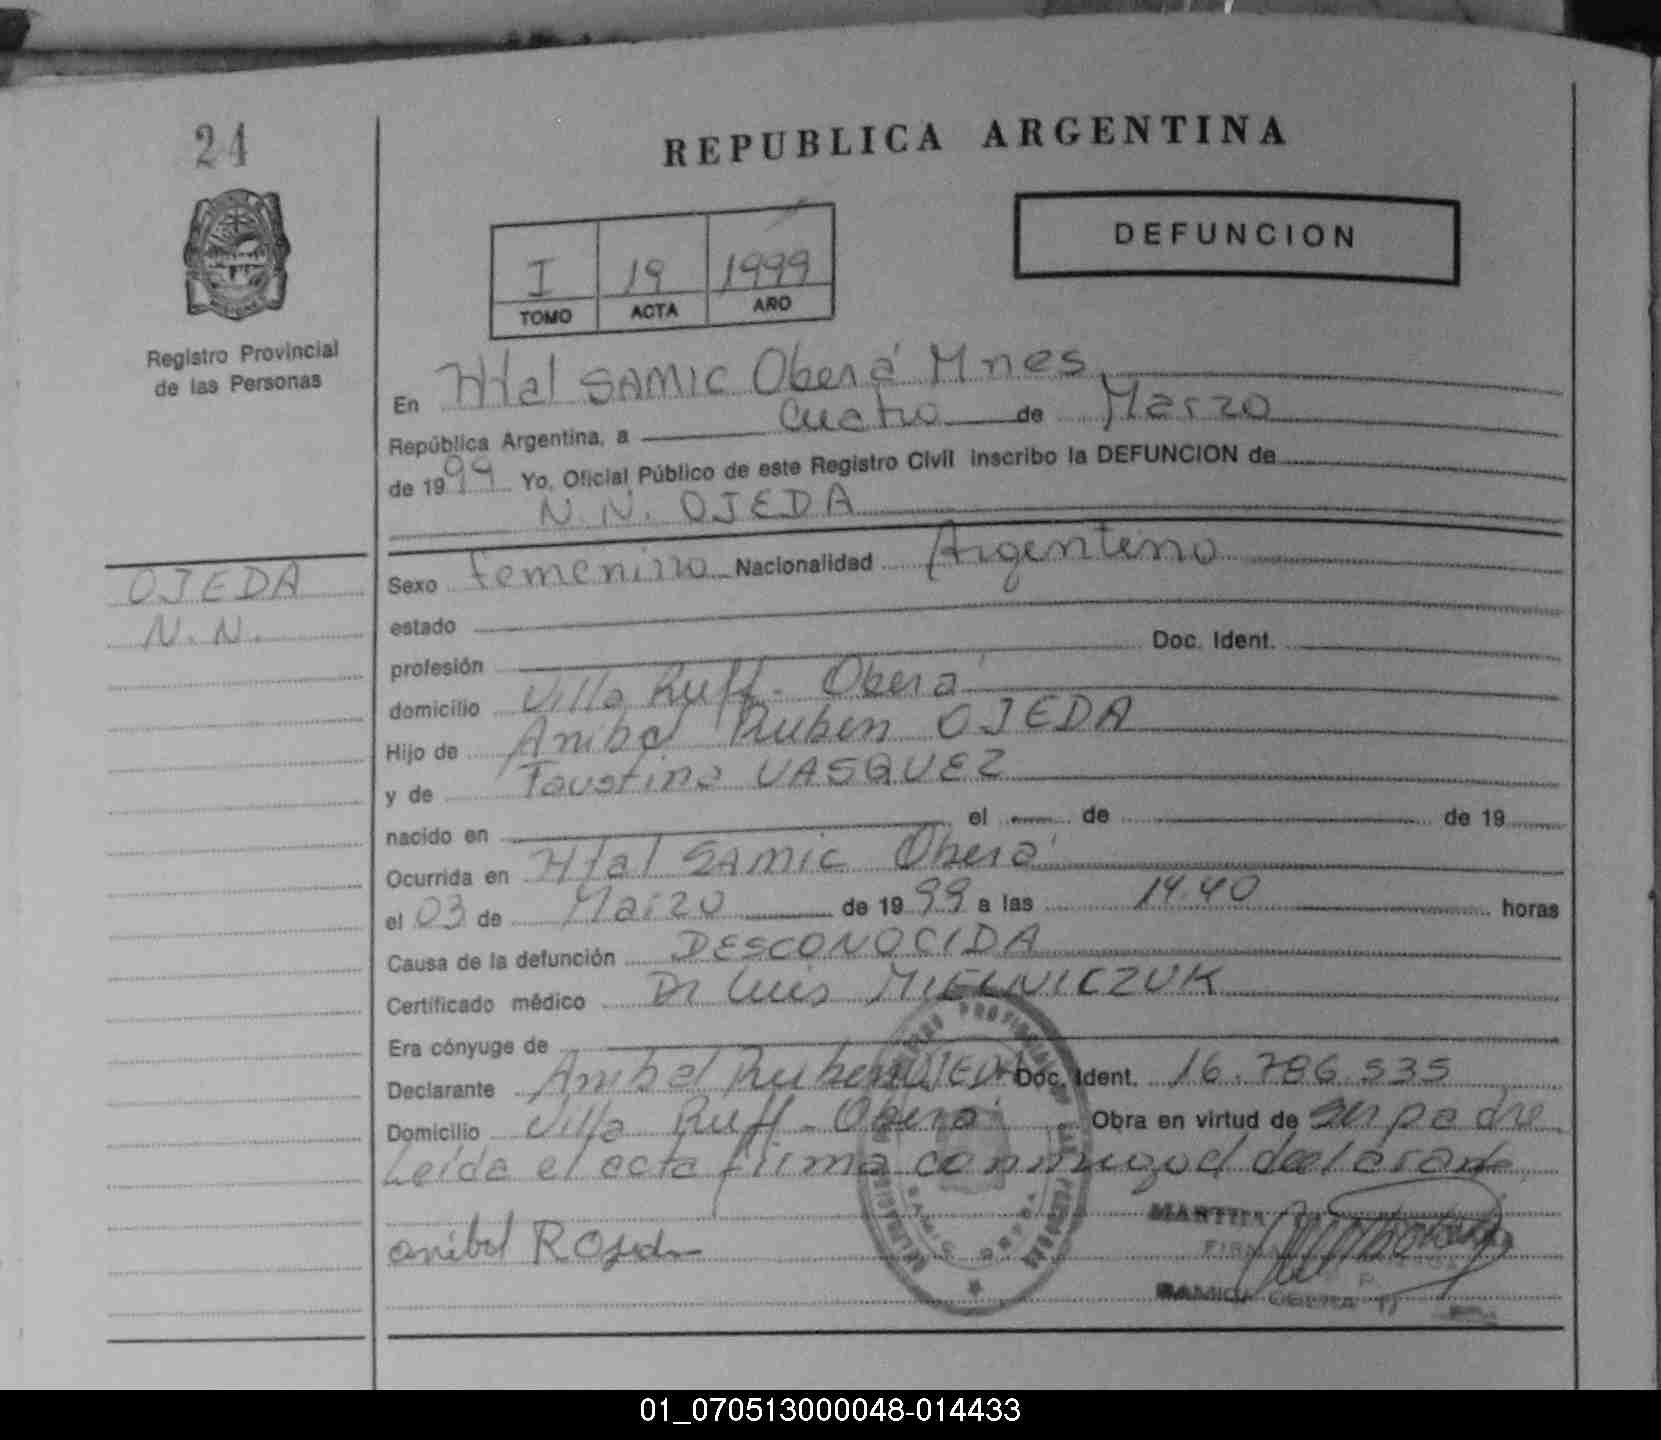 24
REPUBLICA ARGENTINA
DEFUNCION
I 19 1999
TOMO ACTA AÑO
Registro Provincial
de las Personas
En Htal SAMIC Oberá Mnes
República Argentina, a cuatro de Marzo
de 1999 Yo, Oficial Público de este Registro Civil inscribo la DEFUNCION de
N.N. OJEDA
OJEDA
N.N.
Sexo femenino Nacionalidad Argentino
estado
profesión Doc. Ident.
domicilio Villa Ruff - Oberá
Hijo de Anibal Ruben OJEDA
y de Faustina VASQUEZ
nacido en el de de 19
Ocurrida en Htal SAMIC Oberá
el 03 de Marzo de 1999 a las 14.40 horas
Causa de la defunción DESCONOCIDA
Certificado médico Dr Luis MIELNICZUK
Era cónyuge de
Declarante Anibal Ruben OJEDA Doc. Ident. 16.786.535
Domicilio Villa Ruff - Oberá Obra en virtud de ser padre
Leída el acta firma conmigo el declarante
anibal R Ojeda
01_070513000048-014433